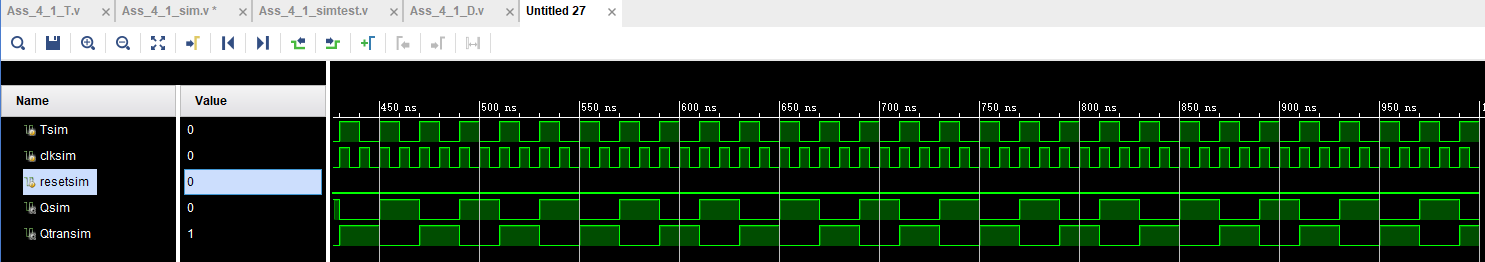 Ass_4_1_T.v Ass_4_1_sim.v * Ass_4_1_simtest.v Ass_4_1_D.v Untitled 27
Name Value
450 ns 500 ns 550 ns 600 ns 650 ns 700 ns 750 ns 800 ns 850 ns 900 ns 950 ns 1
Tsim 0
clksim 0
resetsim 0
Qsim 0
Qtransim 1